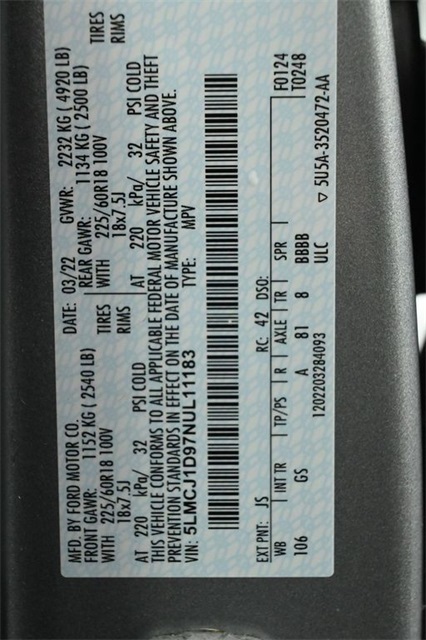 MFD. BY FORD MOTOR CO.
DATE: 03/22 GVWR: 2232 KG ( 4920 LB)
FRONT GAWR: 1152 KG (2540 LB)
REAR GAWR: 1134 KG ( 2500 LB)
WITH 225/60R18 100V TIRES
WITH 225/60R18 100V TIRES
18x7.5J RIMS
18x7.5J RIMS
AT 220 kPa/ 32 PSI COLD
AT 220 kPa/ 32 PSI COLD
THIS VEHICLE CONFORMS TO ALL APPLICABLE FEDERAL MOTOR VEHICLE SAFETY AND THEFT
PREVENTION STANDARDS IN EFFECT ON THE DATE OF MANUFACTURE SHOWN ABOVE.
VIN: 5LMCJ1D97NUL11183 TYPE: MPV
EXT PNT: JS RC: 42 DSO: F0124
WB INT TR TP/PS R AXLE TR SPR T0248
106 GS A 81 8 BBBB
ULC
1202203284093 ▽ 5U5A-3520472-AA